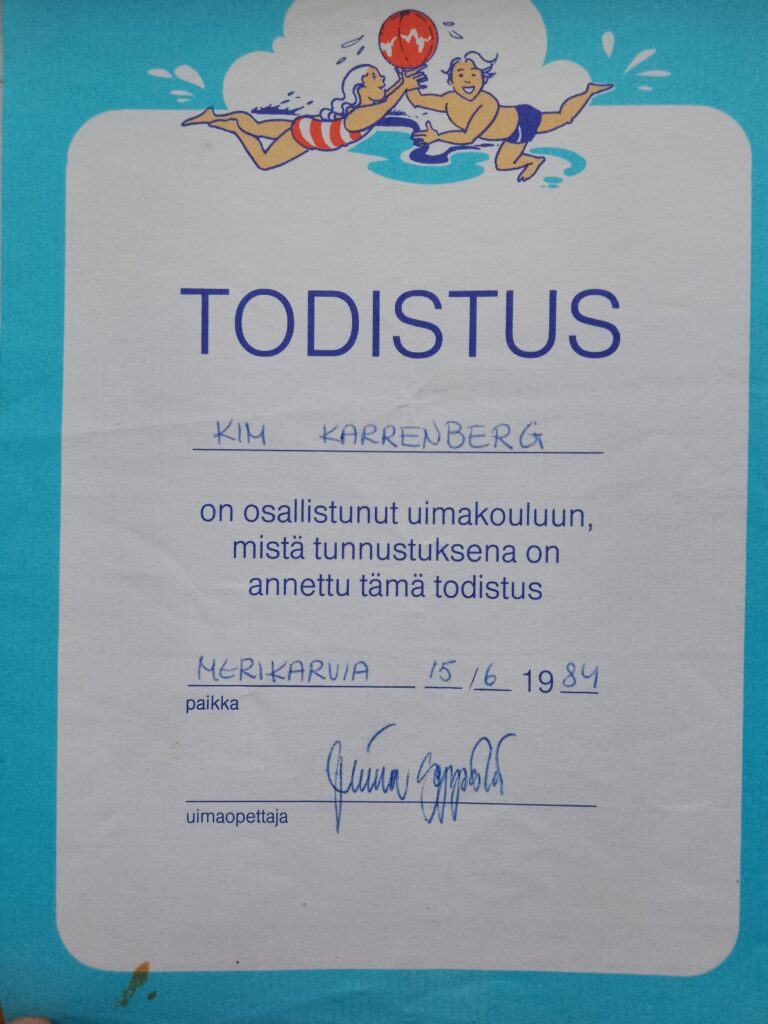 TODISTUS
KIM KARRENBERG
on osallistunut uimakouluun,
mistä tunnustuksena on
annettu tämä todistus
MERIKARVIA 15/6 1984
paikka
uimaopettaja